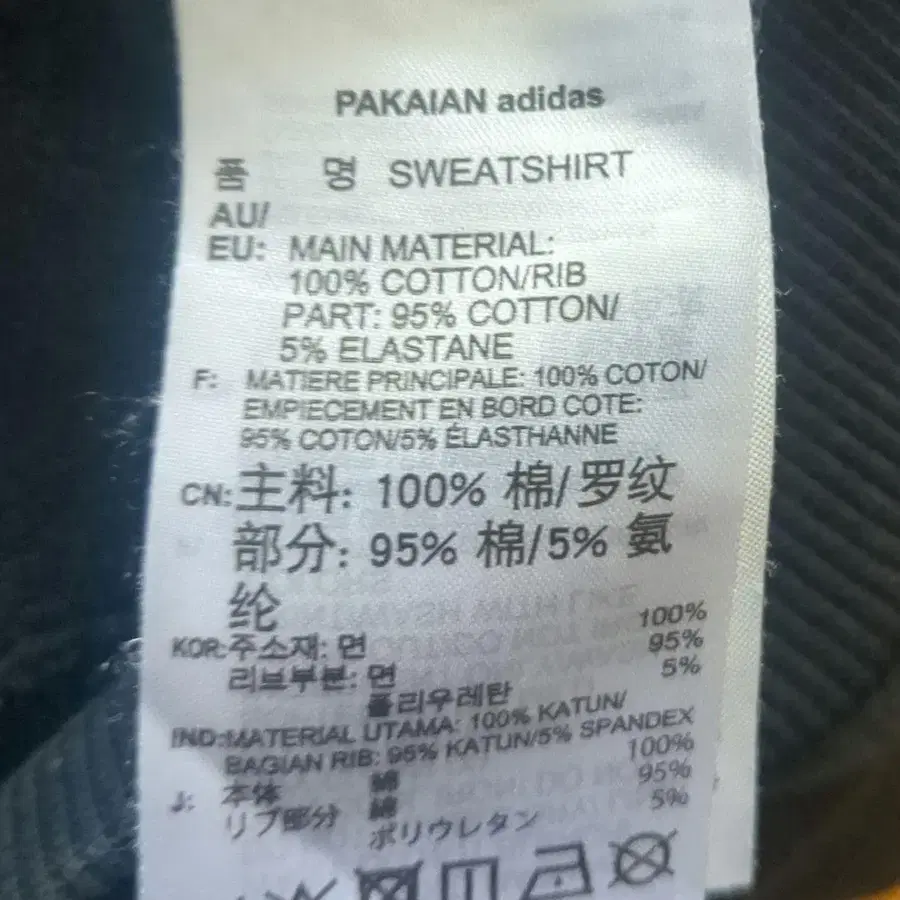 PAKAIAN adidas
품 명 SWEATSHIRT
AU/
EU: MAIN MATERIAL:
100% COTTON/RIB
PART: 95% COTTON/
5% ELASTANE
F: MATIERE PRINCIPALE: 100% COTON/
EMPIECEMENT EN BORD COTE:
95% COTON/5% ÉLASTHANNE
CN:主料: 100% 棉/罗纹
部分: 95% 棉/5% 氨
纶
KOR:주소재: 면 100%
리브부분: 면 95%
폴리우레탄 5%
IND:MATERIAL UTAMA: 100% KATUN/
BAGIAN RIB: 95% KATUN/5% SPANDEX
J: 本体 綿 100%
リブ部分 綿 95%
ポリウレタン 5%